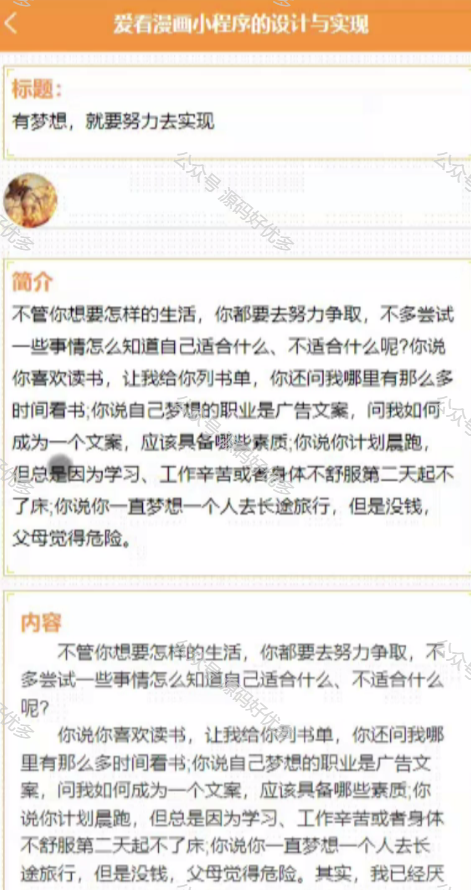 爱看漫画小程序的设计与实现
标题：
有梦想，就要努力去实现
公众号 源码好优多
简介
不管你想要怎样的生活，你都要去努力争取，不多尝试
一些事情怎么知道自己适合什么、不适合什么呢?你说
你喜欢读书，让我给你列书单，你还问我哪里有那么多
时间看书;你说自己梦想的职业是广告文案，问我如何
成为一个文案，应该具备哪些素质;你说你计划晨跑，
但总是因为学习、工作辛苦或者身体不舒服第二天起不
了床;你说你一直梦想一个人去长途旅行，但是没钱，
父母觉得危险。
内容
不管你想要怎样的生活，你都要去努力争取，不
多尝试一些事情怎么知道自己适合什么、不适合什么
呢?
你说你喜欢读书，让我给你列书单，你还问我哪
里有那么多时间看书;你说自己梦想的职业是广告文
案，问我如何成为一个文案，应该具备哪些素质;你
说你计划晨跑，但总是因为学习、工作辛苦或者身体
不舒服第二天起不了床;你说你一直梦想一个人去长
途旅行，但是没钱，父母觉得危险。其实，我已经厌